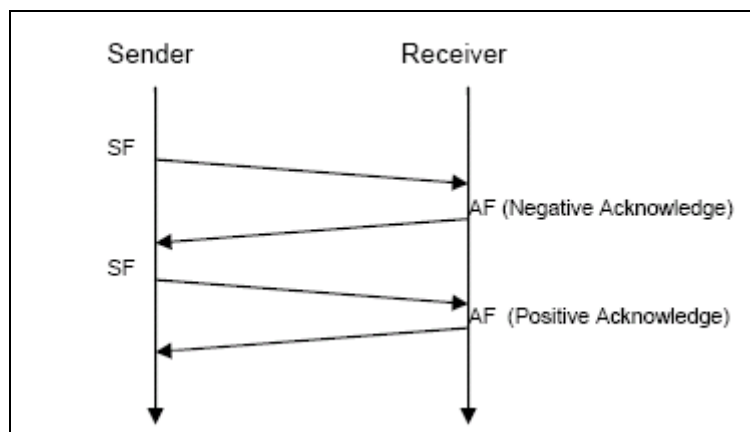 Sender Receiver
SF
AF (Negative Acknowledge)
SF
AF (Positive Acknowledge)